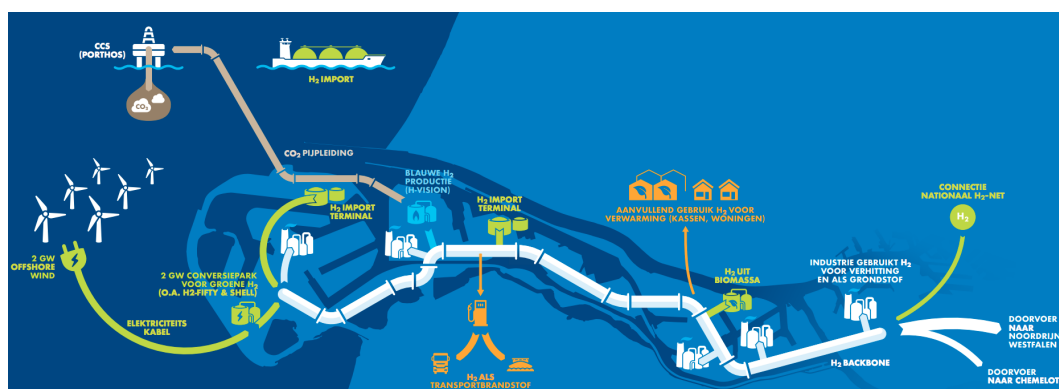 CCS
(PORTHOS)
CO₂
H₂ IMPORT
CO₂ PIJPLEIDING
BLAUWE H₂
PRODUCTIE
(H-VISION)
H₂ IMPORT
TERMINAL
H₂ IMPORT
TERMINAL
AANVULLEND GEBRUIK H₂ VOOR
VERWARMING (KASSEN, WONINGEN)
CONNECTIE
NATIONAAL H₂-NET
H₂
2 GW
OFFSHORE
WIND
2 GW CONVERSIEPARK
VOOR GROENE H₂
(O.A. H2-FIFTY & SHELL)
H₂ UIT
BIOMASSA
INDUSTRIE GEBRUIKT H₂
VOOR VERHITTING
EN ALS GRONDSTOF
ELEKTRICITEITS
KABEL
DOORVOER
NAAR
NOORDRIJN
WESTFALEN
H₂ BACKBONE
H₂ ALS
TRANSPORTBRANDSTOF
DOORVOER
NAAR CHEMELOT